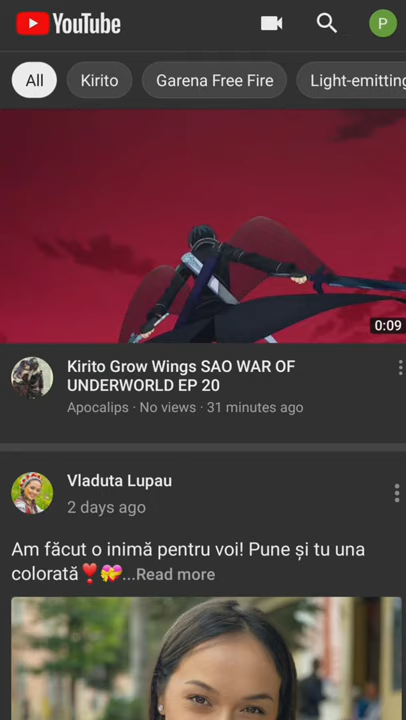 YouTube
P
All
Kirito
Garena Free Fire
Light-emitting
0:09
Kirito Grow Wings SAO WAR OF
UNDERWORLD EP 20
Apocalips · No views · 31 minutes ago
Vladuta Lupau
2 days ago
Am făcut o inimă pentru voi! Pune și tu una
colorată❣️💝...Read more